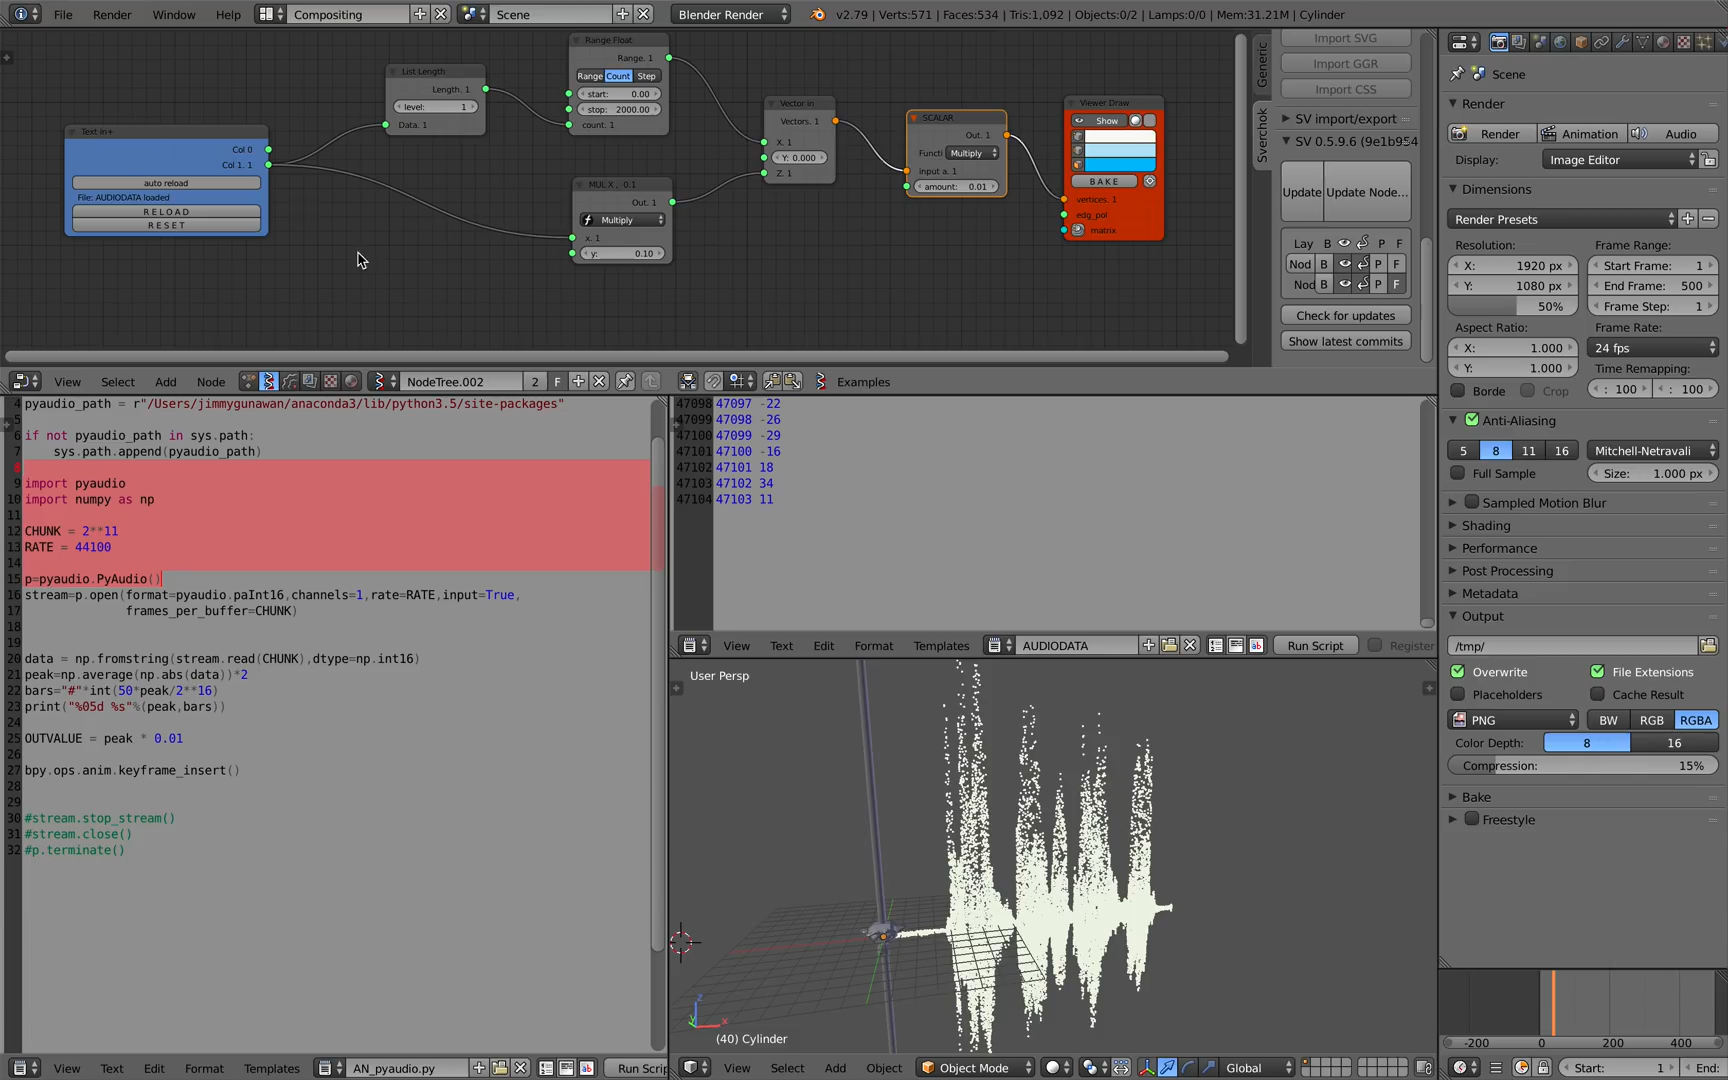 File Render Window Help Compositing Scene Blender Render v2.79 | Verts:571 | Faces:534 | Tris:1,092 | Objects:0/2 | Lamps:0/0 | Mem:31.21M | Cylinder
Text in+
Col 0
Col 1. 1
auto reload
File: AUDIODATA loaded
RELOAD
RESET
List Length
Length. 1
level: 1
Data. 1
Range Float
Range. 1
Range Count Step
start: 0.00
stop: 2000.00
count. 1
MUL X, 0.1
Out. 1
Multiply
x. 1
y: 0.10
Vector in
Vectors. 1
X. 1
Y: 0.000
Z. 1
SCALAR
Out. 1
Functi Multiply
input a. 1
amount: 0.01
Viewer Draw
Show
BAKE
vertices. 1
edg_pol
matrix
Generic
Sverchok
Import SVG
Import GGR
Import CSS
SV import/export
SV 0.5.9.6 (9e1b954
Update Update Node...
Lay B P F
Nod B P F
Nod B P F
Check for updates
Show latest commits
View Select Add Node NodeTree.002 2 F Examples
4 pyaudio_path = r"/Users/jimmygunawan/anaconda3/lib/python3.5/site-packages"
5
6 if not pyaudio_path in sys.path:
7 sys.path.append(pyaudio_path)
8
9 import pyaudio
10 import numpy as np
11
12 CHUNK = 2**11
13 RATE = 44100
14
15 p=pyaudio.PyAudio()
16 stream=p.open(format=pyaudio.paInt16,channels=1,rate=RATE,input=True,
17 frames_per_buffer=CHUNK)
18
19
20 data = np.fromstring(stream.read(CHUNK),dtype=np.int16)
21 peak=np.average(np.abs(data))*2
22 bars="#"*int(50*peak/2**16)
23 print("%05d %s"%(peak,bars))
24
25 OUTVALUE = peak * 0.01
26
27 bpy.ops.anim.keyframe_insert()
28
29
30 #stream.stop_stream()
31 #stream.close()
32 #p.terminate()
View Text Edit Format Templates AN_pyaudio.py Run Scrip
47098 47097 -22
47099 47098 -26
47100 47099 -29
47101 47100 -16
47102 47101 18
47103 47102 34
47104 47103 11
View Text Edit Format Templates AUDIODATA Run Script Register
User Persp
z
y x
(40) Cylinder
View Select Add Object Object Mode Global
Scene
Render
Render Animation Audio
Display: Image Editor
Dimensions
Render Presets
Resolution: Frame Range:
X: 1920 px Start Frame: 1
Y: 1080 px End Frame: 500
50% Frame Step: 1
Aspect Ratio: Frame Rate:
X: 1.000 24 fps
Y: 1.000 Time Remapping:
Borde Crop : 100 : 100
Anti-Aliasing
5 8 11 16 Mitchell-Netravali
Full Sample Size: 1.000 px
Sampled Motion Blur
Shading
Performance
Post Processing
Metadata
Output
/tmp/
Overwrite File Extensions
Placeholders Cache Result
PNG BW RGB RGBA
Color Depth: 8 16
Compression: 15%
Bake
Freestyle
-200 0 200 400
Start: 1 End: